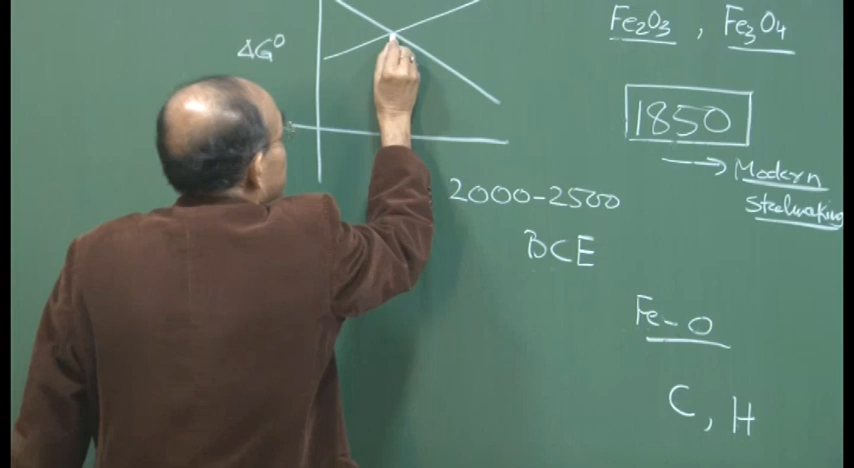 ΔG°
Fe₂O₃ , Fe₃O₄
1850
→ Modern
Steelmaking
2000-2500
BCE
Fe-O
C, H